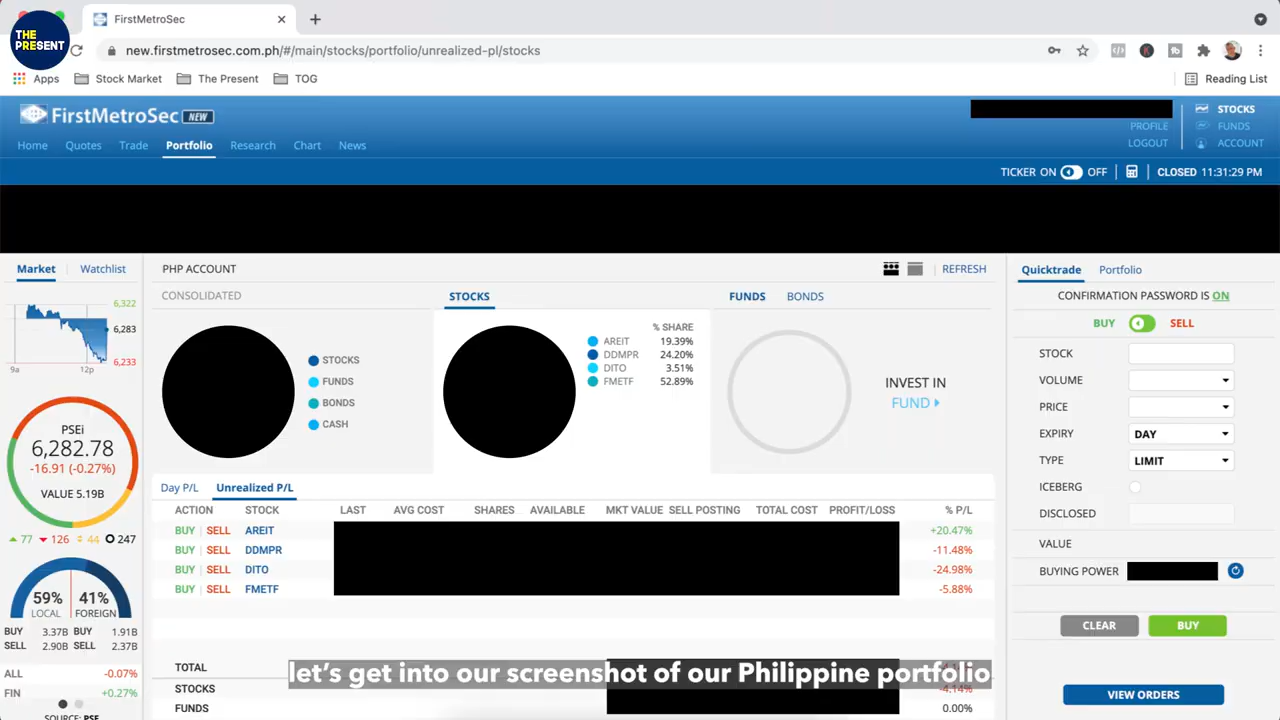 FirstMetroSec
THE
PRESENT
new.firstmetrosec.com.ph/#/main/stocks/portfolio/unrealized-pl/stocks
Apps Stock Market The Present TOG Reading List
FirstMetroSec NEW
STOCKS
PROFILE FUNDS
LOGOUT ACCOUNT
Home Quotes Trade Portfolio Research Chart News
TICKER ON OFF CLOSED 11:31:29 PM
Market Watchlist
6,322
6,283
6,233
9a 12p
PSEi
6,282.78
-16.91 (-0.27%)
VALUE 5.19B
77 126 44 247
59% 41%
LOCAL FOREIGN
BUY 3.37B BUY 1.91B
SELL 2.90B SELL 2.37B
ALL -0.07%
FIN +0.27%
SOURCE: PSE
PHP ACCOUNT REFRESH
CONSOLIDATED STOCKS FUNDS BONDS
STOCKS
FUNDS
BONDS
CASH
% SHARE
AREIT 19.39%
DDMPR 24.20%
DITO 3.51%
FMETF 52.89%
INVEST IN
FUND
Day P/L Unrealized P/L
ACTION STOCK LAST AVG COST SHARES AVAILABLE MKT VALUE SELL POSTING TOTAL COST PROFIT/LOSS % P/L
BUY | SELL AREIT +20.47%
BUY | SELL DDMPR -11.48%
BUY | SELL DITO -24.98%
BUY | SELL FMETF -5.88%
TOTAL
STOCKS -4.14%
FUNDS 0.00%
let's get into our screenshot of our Philippine portfolio
Quicktrade Portfolio
CONFIRMATION PASSWORD IS ON
BUY SELL
STOCK
VOLUME
PRICE
EXPIRY DAY
TYPE LIMIT
ICEBERG
DISCLOSED
VALUE
BUYING POWER
CLEAR BUY
VIEW ORDERS